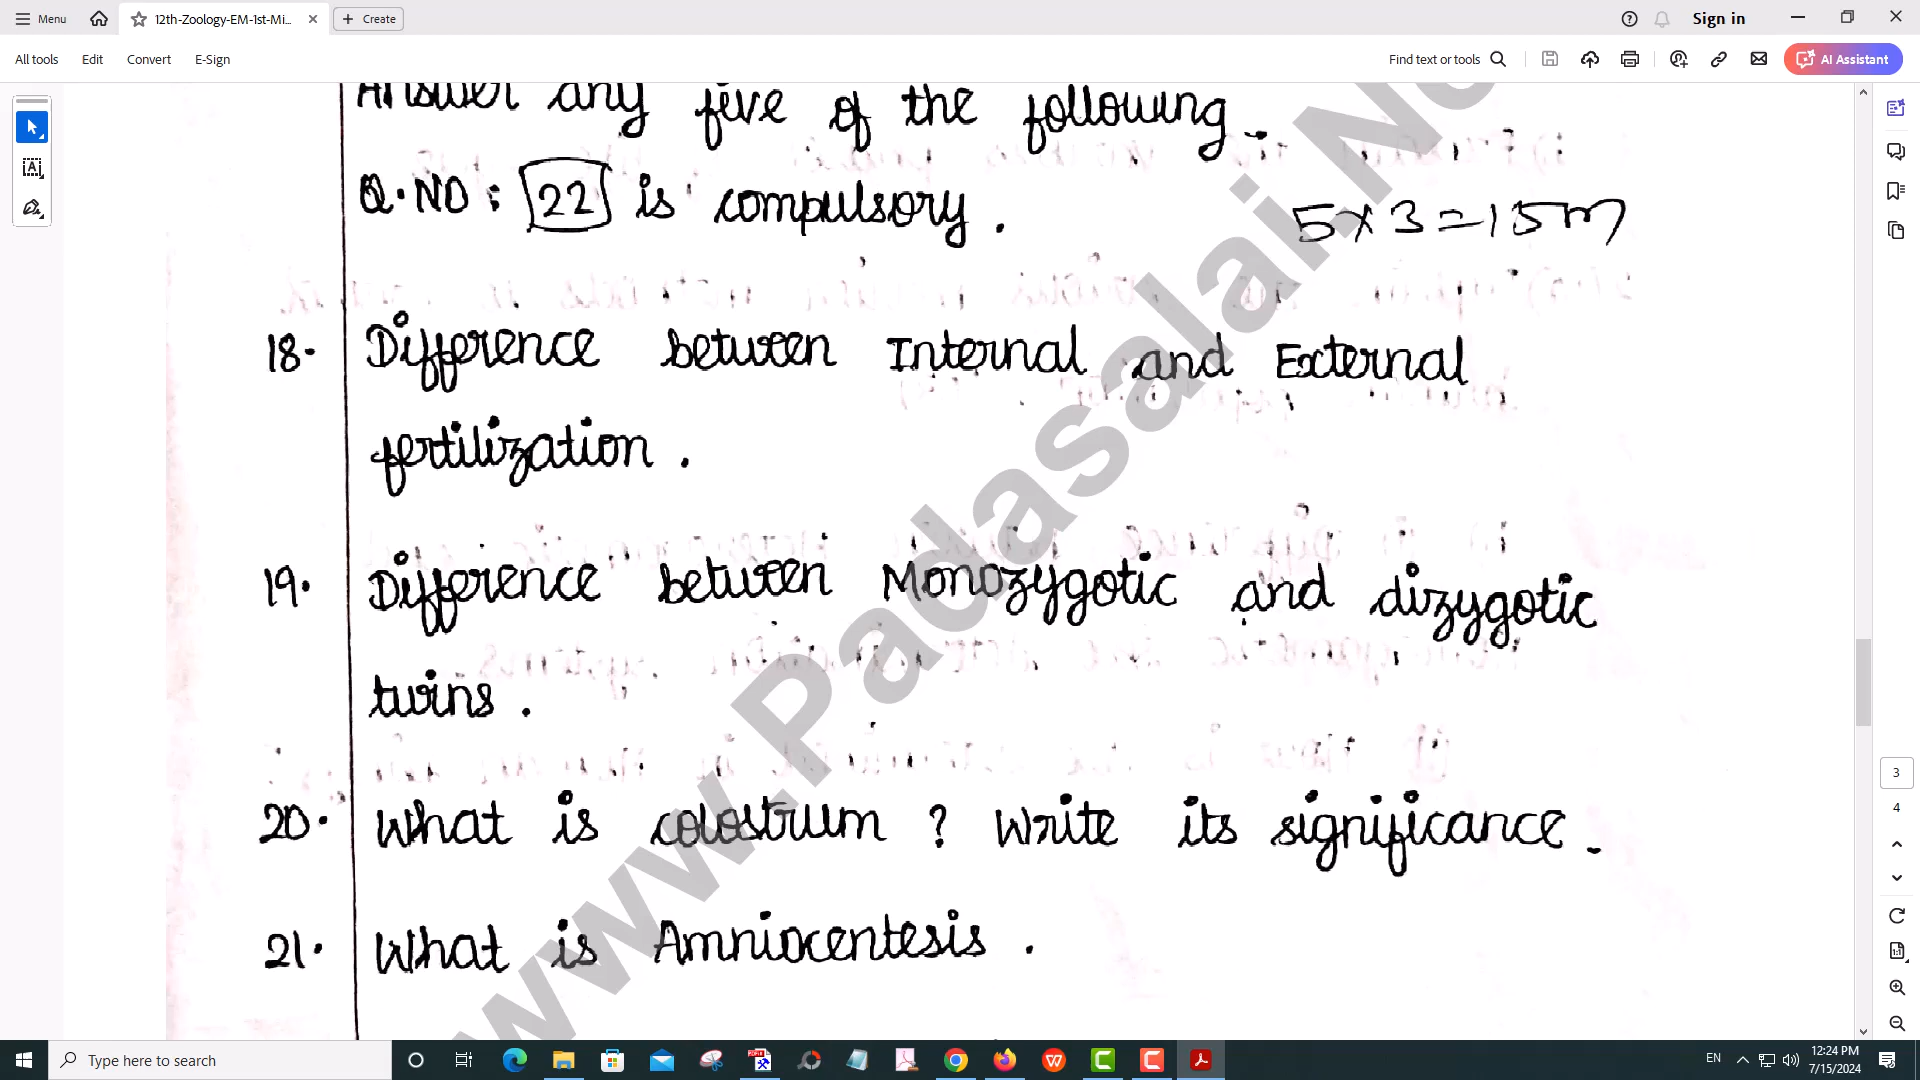 Menu
12th-Zoology-EM-1st-Mi...
Create
Sign in
All tools
Edit
Convert
E-Sign
Find text or tools
AI Assistant
Answer any five of the following
Q.NO : 22 is compulsory.
5 x 3 = 15m
18. Difference between Internal and External
fertilization.
19. Difference between Monozygotic and dizygotic
twins.
20. What is colostrum ? Write its significance.
21. What is Amniocentesis.
www.Padasalai.Ne
3
4
Type here to search
EN
12:24 PM
7/15/2024